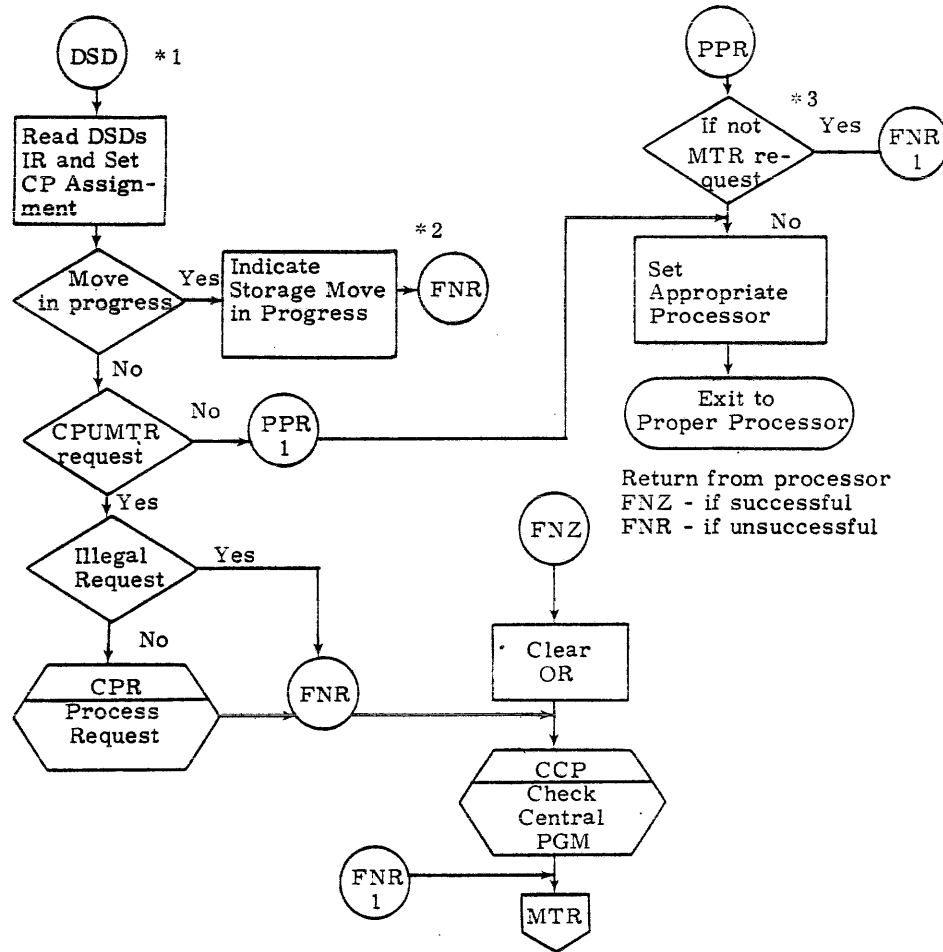 DSD *1
Read DSDs
IR and Set
CP Assign-
ment
Move
in progress
Yes
Indicate
Storage Move
in Progress
*2
FNR
No
CPUMTR
request
No
PPR
1
Yes
Illegal
Request
Yes
No
CPR
Process
Request
FNR
PPR
*3
If not
MTR re-
quest
Yes
FNR
1
No
Set
Appropriate
Processor
Exit to
Proper Processor
Return from processor
FNZ - if successful
FNR - if unsuccessful
FNZ
Clear
OR
CCP
Check
Central
PGM
FNR
1
MTR